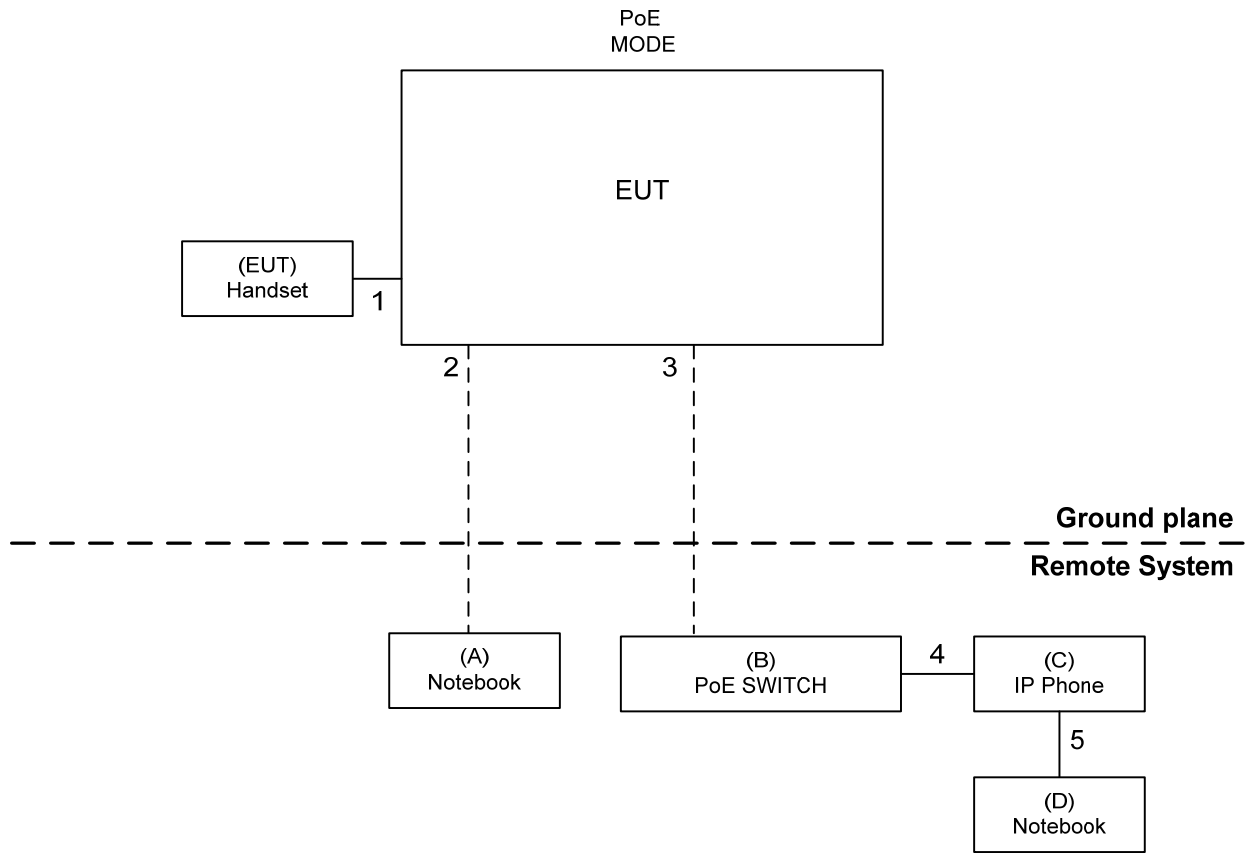 PoE
MODE
EUT
(EUT)
Handset
1
2
3
Ground plane
Remote System
(A)
Notebook
(B)
PoE SWITCH
4
(C)
IP Phone
5
(D)
Notebook